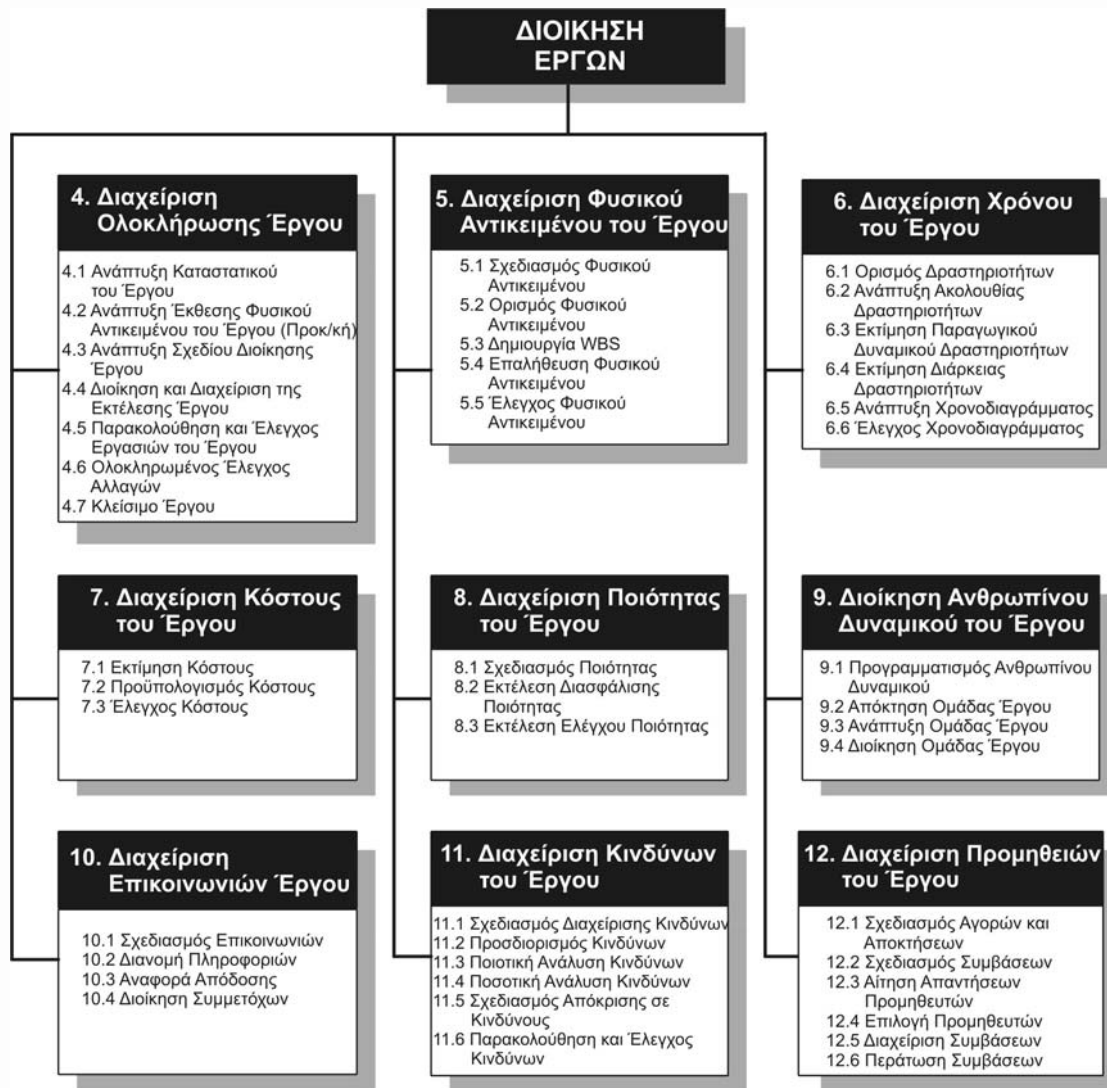 ΔΙΟΙΚΗΣΗ
ΕΡΓΩΝ
4. Διαχείριση
Ολοκλήρωσης Έργου
4.1 Ανάπτυξη Καταστατικού
του Έργου
4.2 Ανάπτυξη Έκθεσης Φυσικού
Αντικειμένου του Έργου (Προκ/κή)
4.3 Ανάπτυξη Σχεδίου Διοίκησης
Έργου
4.4 Διοίκηση και Διαχείριση της
Εκτέλεσης Έργου
4.5 Παρακολούθηση και Έλεγχος
Εργασιών του Έργου
4.6 Ολοκληρωμένος Έλεγχος
Αλλαγών
4.7 Κλείσιμο Έργου
5. Διαχείριση Φυσικού
Αντικειμένου του Έργου
5.1 Σχεδιασμός Φυσικού
Αντικειμένου
5.2 Ορισμός Φυσικού
Αντικειμένου
5.3 Δημιουργία WBS
5.4 Επαλήθευση Φυσικού
Αντικειμένου
5.5 Έλεγχος Φυσικού
Αντικειμένου
6. Διαχείριση Χρόνου
του Έργου
6.1 Ορισμός Δραστηριοτήτων
6.2 Ανάπτυξη Ακολουθίας
Δραστηριοτήτων
6.3 Εκτίμηση Παραγωγικού
Δυναμικού Δραστηριοτήτων
6.4 Εκτίμηση Διάρκειας
Δραστηριοτήτων
6.5 Ανάπτυξη Χρονοδιαγράμματος
6.6 Έλεγχος Χρονοδιαγράμματος
7. Διαχείριση Κόστους
του Έργου
7.1 Εκτίμηση Κόστους
7.2 Προϋπολογισμός Κόστους
7.3 Έλεγχος Κόστους
8. Διαχείριση Ποιότητας
του Έργου
8.1 Σχεδιασμός Ποιότητας
8.2 Εκτέλεση Διασφάλισης
Ποιότητας
8.3 Εκτέλεση Ελέγχου Ποιότητας
9. Διοίκηση Ανθρωπίνου
Δυναμικού του Έργου
9.1 Προγραμματισμός Ανθρωπίνου
Δυναμικού
9.2 Απόκτηση Ομάδας Έργου
9.3 Ανάπτυξη Ομάδας Έργου
9.4 Διοίκηση Ομάδας Έργου
10. Διαχείριση
Επικοινωνιών Έργου
10.1 Σχεδιασμός Επικοινωνιών
10.2 Διανομή Πληροφοριών
10.3 Αναφορά Απόδοσης
10.4 Διοίκηση Συμμετόχων
11. Διαχείριση Κινδύνων
του Έργου
11.1 Σχεδιασμός Διαχείρισης Κινδύνων
11.2 Προσδιορισμός Κινδύνων
11.3 Ποιοτική Ανάλυση Κινδύνων
11.4 Ποσοτική Ανάλυση Κινδύνων
11.5 Σχεδιασμός Απόκρισης σε
Κινδύνους
11.6 Παρακολούθηση και Έλεγχος
Κινδύνων
12. Διαχείριση Προμηθειών
του Έργου
12.1 Σχεδιασμός Αγορών και
Αποκτήσεων
12.2 Σχεδιασμός Συμβάσεων
12.3 Αίτηση Απαντήσεων
Προμηθευτών
12.4 Επιλογή Προμηθευτών
12.5 Διαχείριση Συμβάσεων
12.6 Περάτωση Συμβάσεων